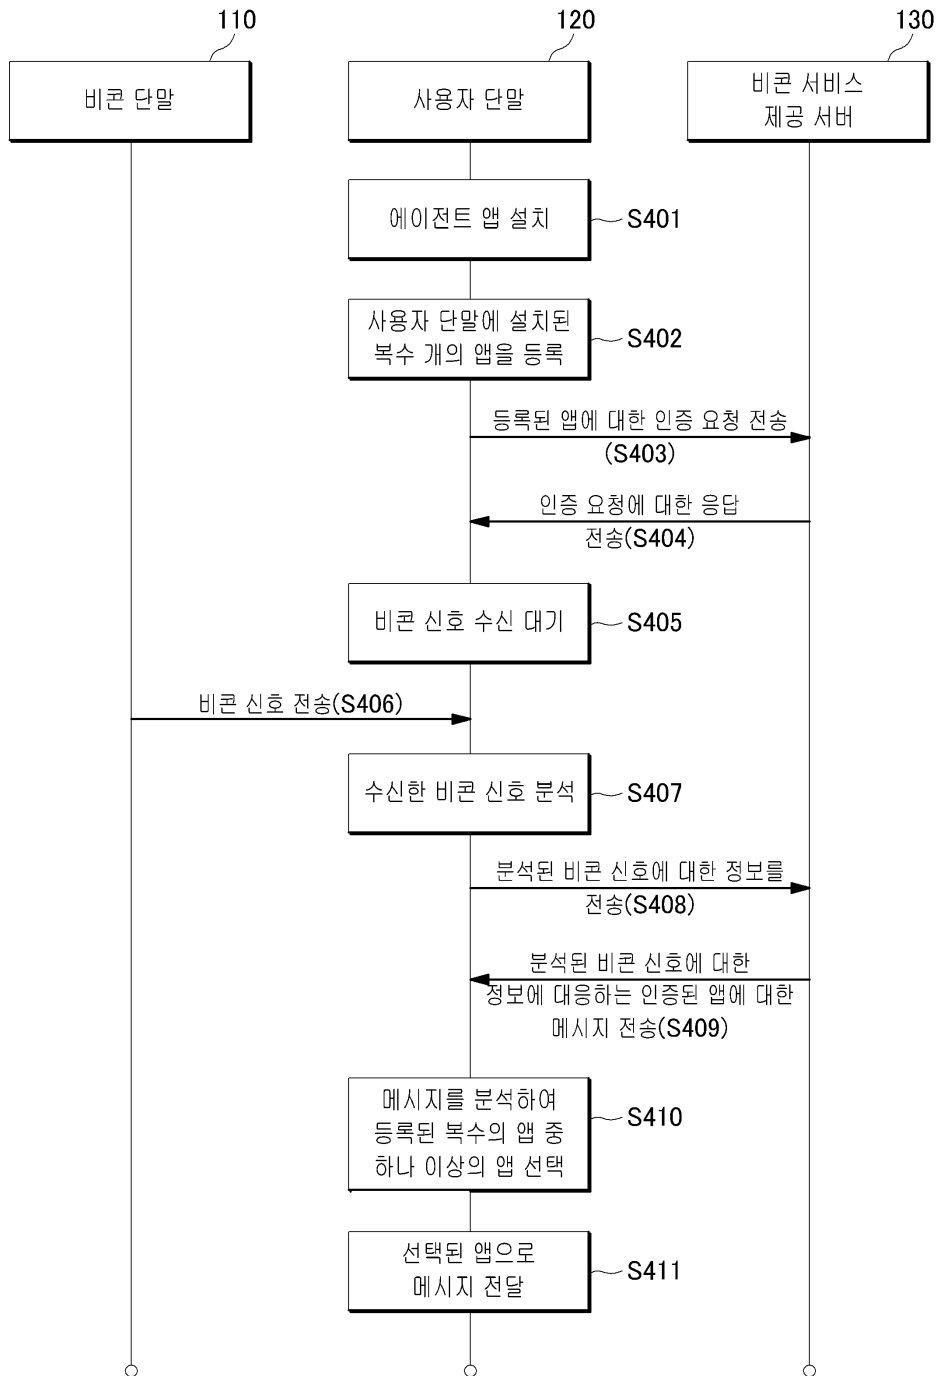 110
120
130
비콘 단말
사용자 단말
비콘 서비스
제공 서버
에이전트 앱 설치
S401
사용자 단말에 설치된
복수 개의 앱을 등록
S402
등록된 앱에 대한 인증 요청 전송
(S403)
인증 요청에 대한 응답
전송(S404)
비콘 신호 수신 대기
S405
비콘 신호 전송(S406)
수신한 비콘 신호 분석
S407
분석된 비콘 신호에 대한 정보를
전송(S408)
분석된 비콘 신호에 대한
정보에 대응하는 인증된 앱에 대한
메시지 전송(S409)
메시지를 분석하여
등록된 복수의 앱 중
하나 이상의 앱 선택
S410
선택된 앱으로
메시지 전달
S411